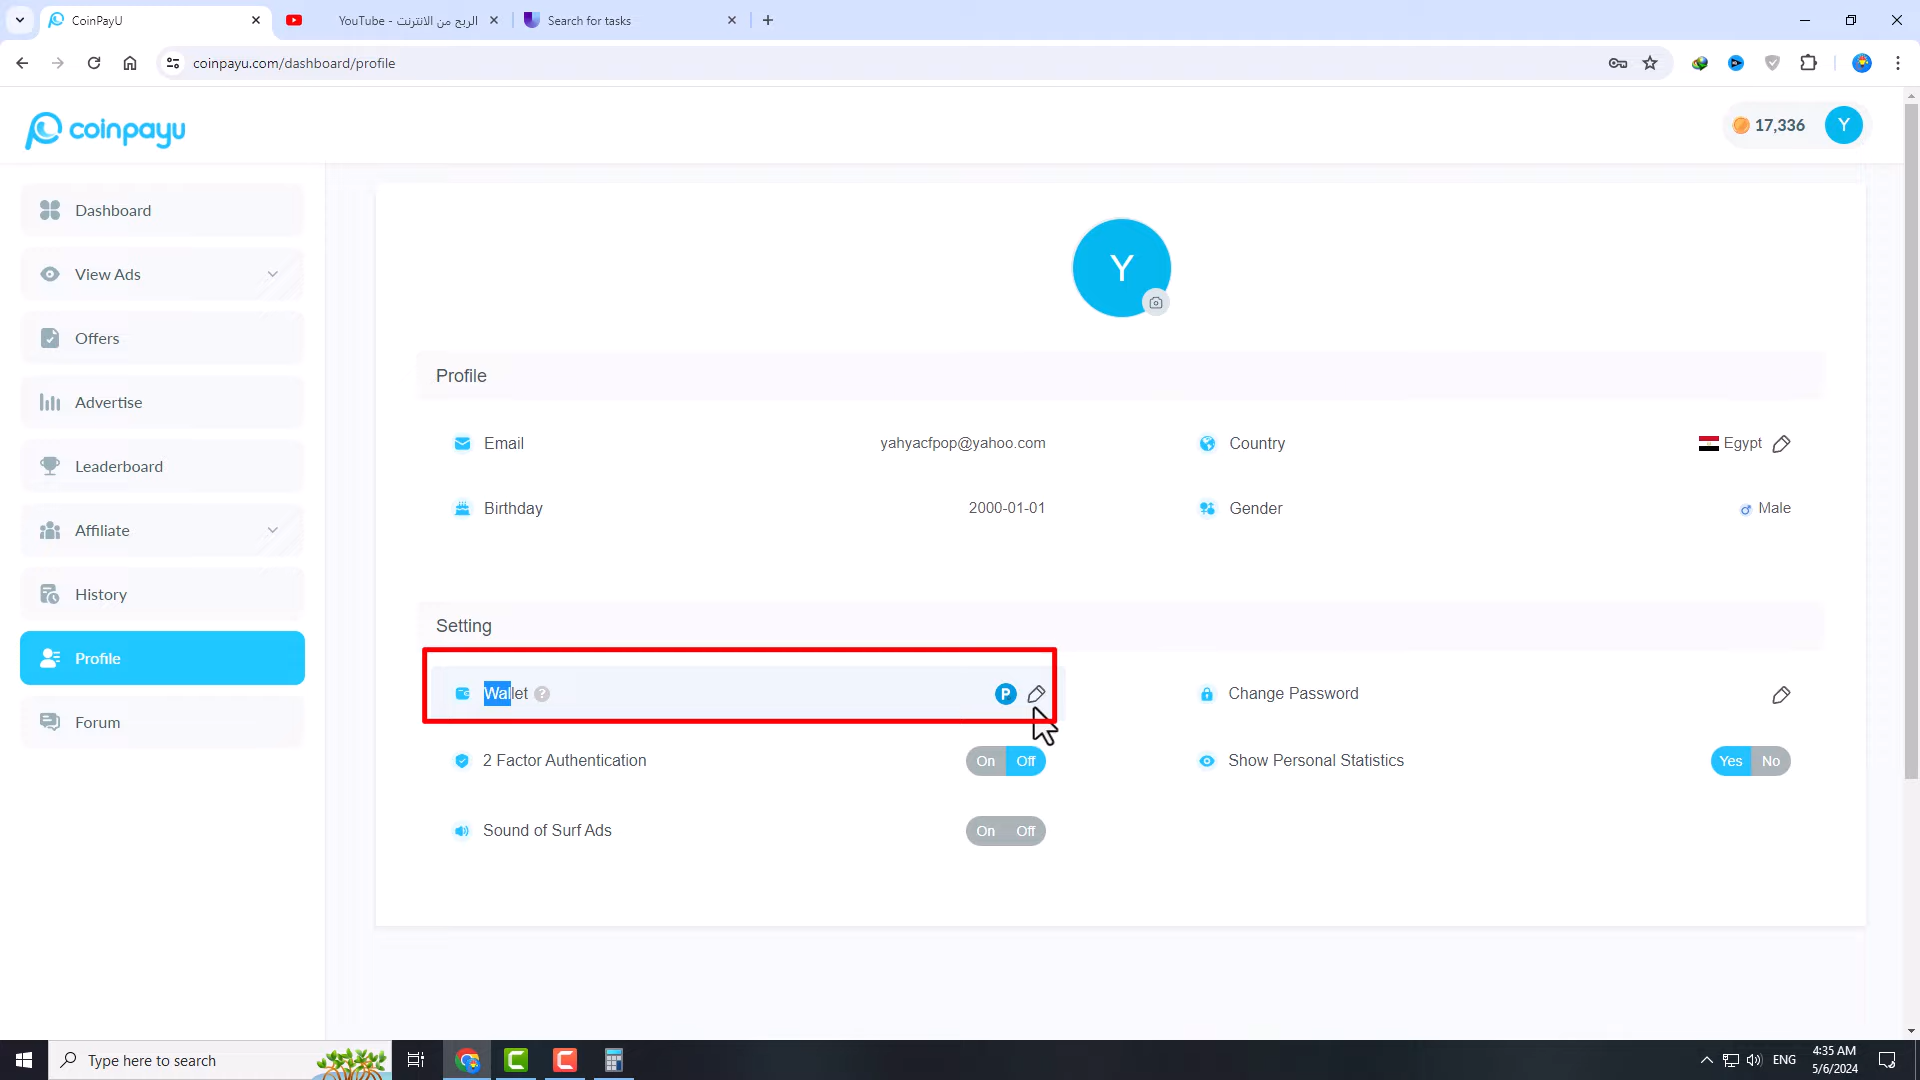 CoinPayU
YouTube - الربح من الانترنت
Search for tasks
coinpayu.com/dashboard/profile
coinpayu
17,336
Y
Dashboard
View Ads
Offers
Advertise
Leaderboard
Affiliate
History
Profile
Forum
Y
Profile
Email
yahyacfpop@yahoo.com
Country
Egypt
Birthday
2000-01-01
Gender
Male
Setting
Wallet ?
P
Change Password
2 Factor Authentication
On Off
Show Personal Statistics
Yes No
Sound of Surf Ads
On Off
Type here to search
ENG
4:35 AM
5/6/2024